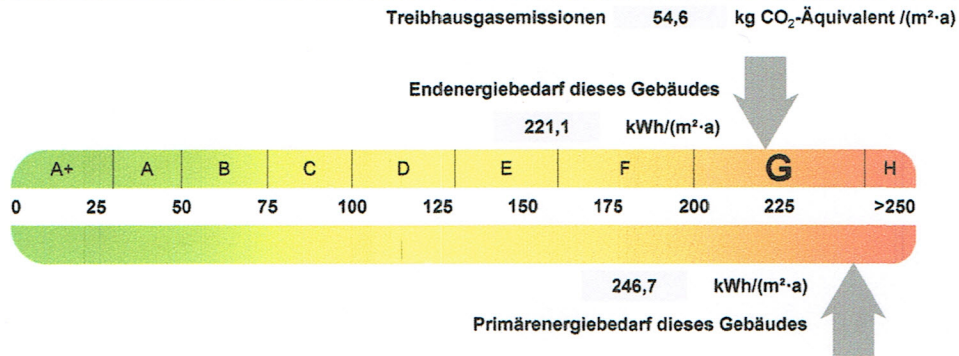 Treibhausgasemissionen 54,6 kg CO₂-Äquivalent /(m²·a)
Endenergiebedarf dieses Gebäudes
221,1 kWh/(m²·a)
A+ A B C D E F G H
0 25 50 75 100 125 150 175 200 225 >250
246,7 kWh/(m²·a)
Primärenergiebedarf dieses Gebäudes